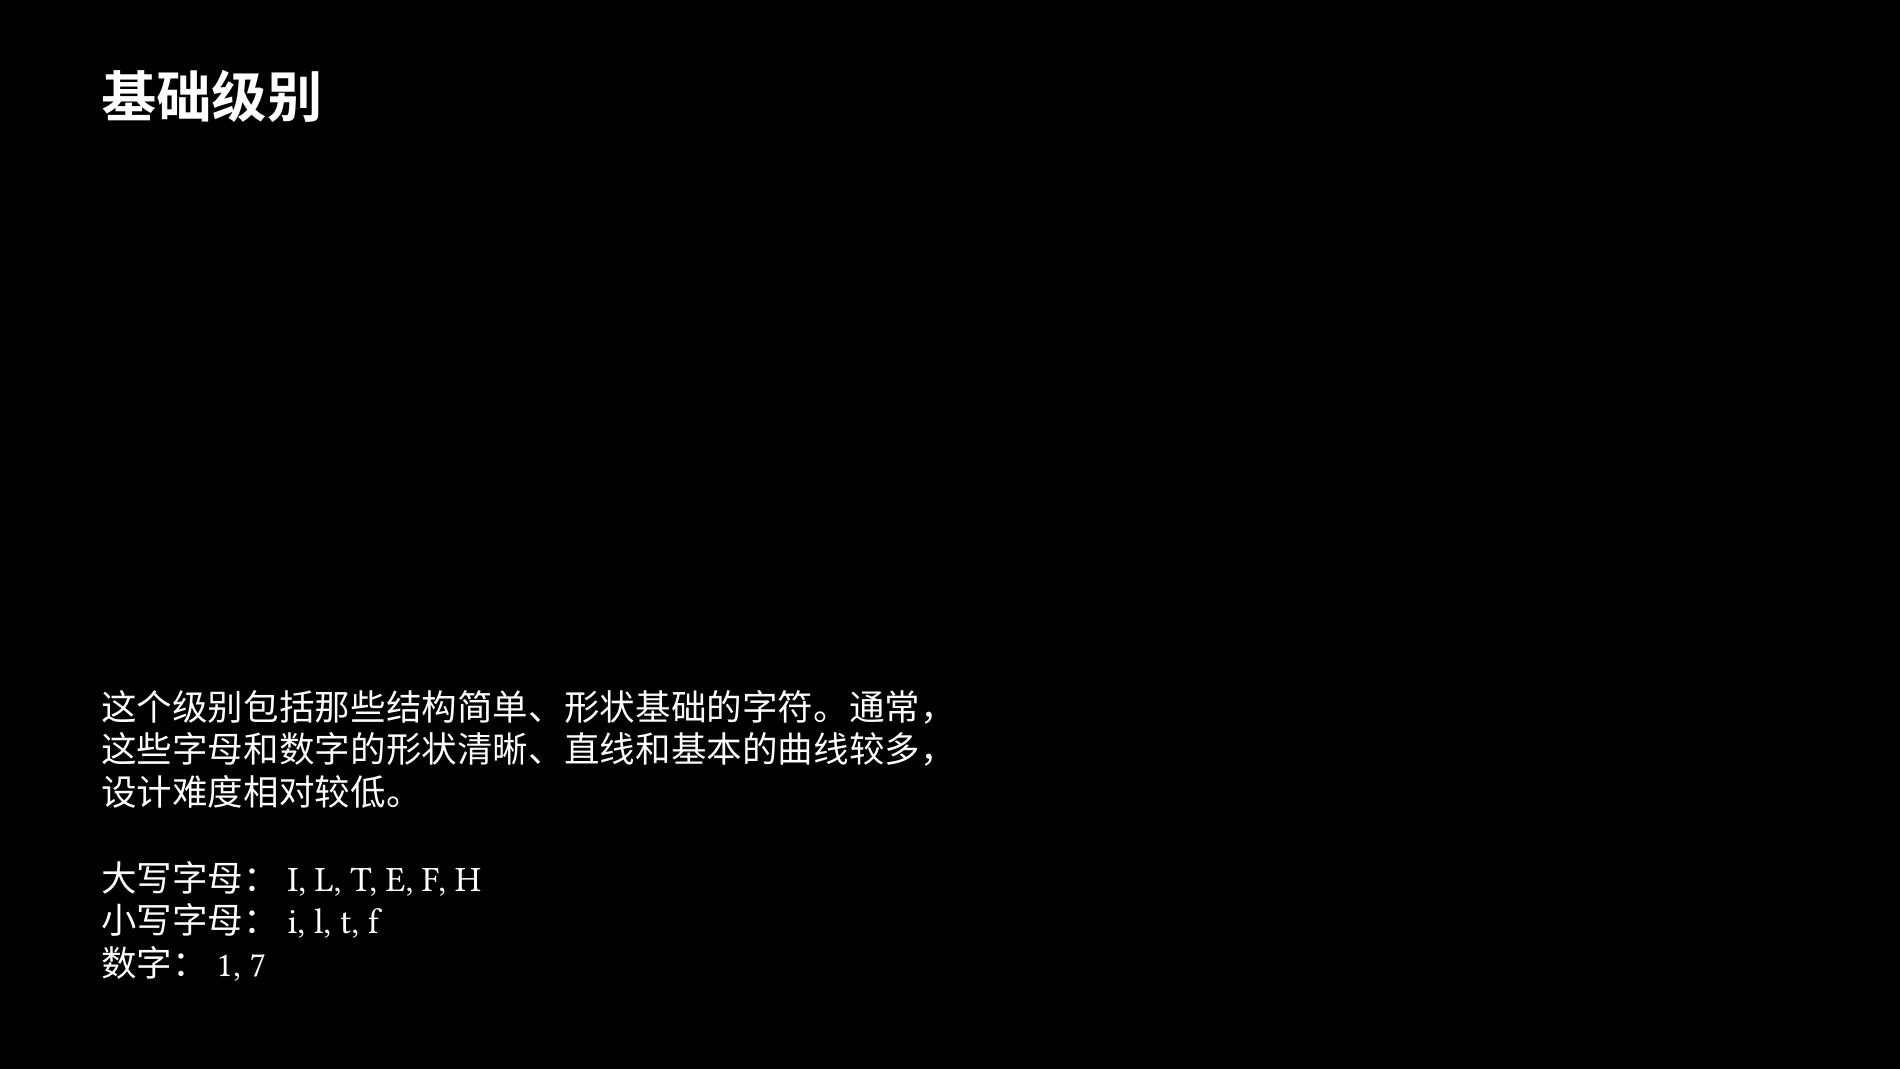 基础级别
这个级别包括那些结构简单、形状基础的字符。通常，
这些字母和数字的形状清晰、直线和基本的曲线较多，
设计难度相对较低。
大写字母： I, L, T, E, F, H
小写字母： i, l, t, f
数字： 1, 7